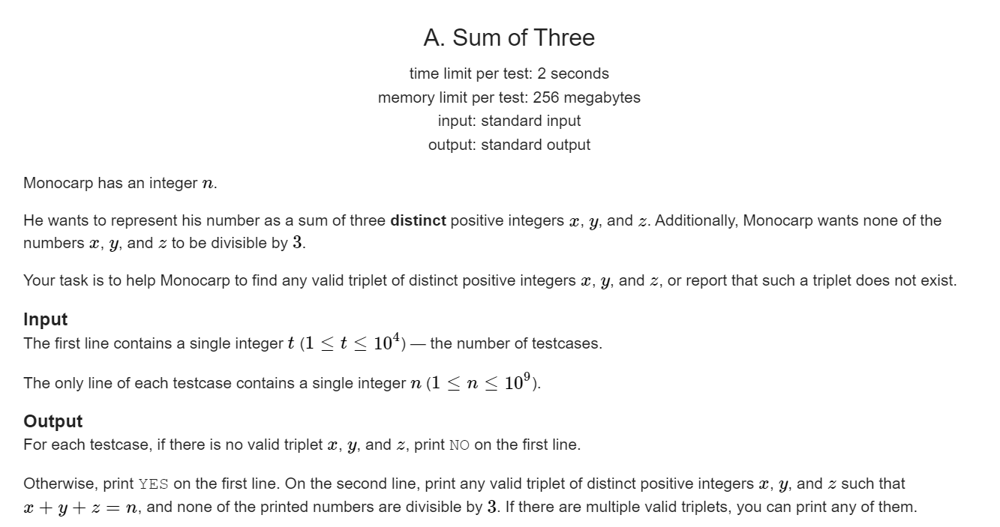 A. Sum of Three
time limit per test: 2 seconds
memory limit per test: 256 megabytes
input: standard input
output: standard output
Monocarp has an integer n.
He wants to represent his number as a sum of three distinct positive integers x, y, and z. Additionally, Monocarp wants none of the
numbers x, y, and z to be divisible by 3.
Your task is to help Monocarp to find any valid triplet of distinct positive integers x, y, and z, or report that such a triplet does not exist.
Input
The first line contains a single integer t (1 ≤ t ≤ 10⁴) — the number of testcases.
The only line of each testcase contains a single integer n (1 ≤ n ≤ 10⁹).
Output
For each testcase, if there is no valid triplet x, y, and z, print NO on the first line.
Otherwise, print YES on the first line. On the second line, print any valid triplet of distinct positive integers x, y, and z such that
x + y + z = n, and none of the printed numbers are divisible by 3. If there are multiple valid triplets, you can print any of them.